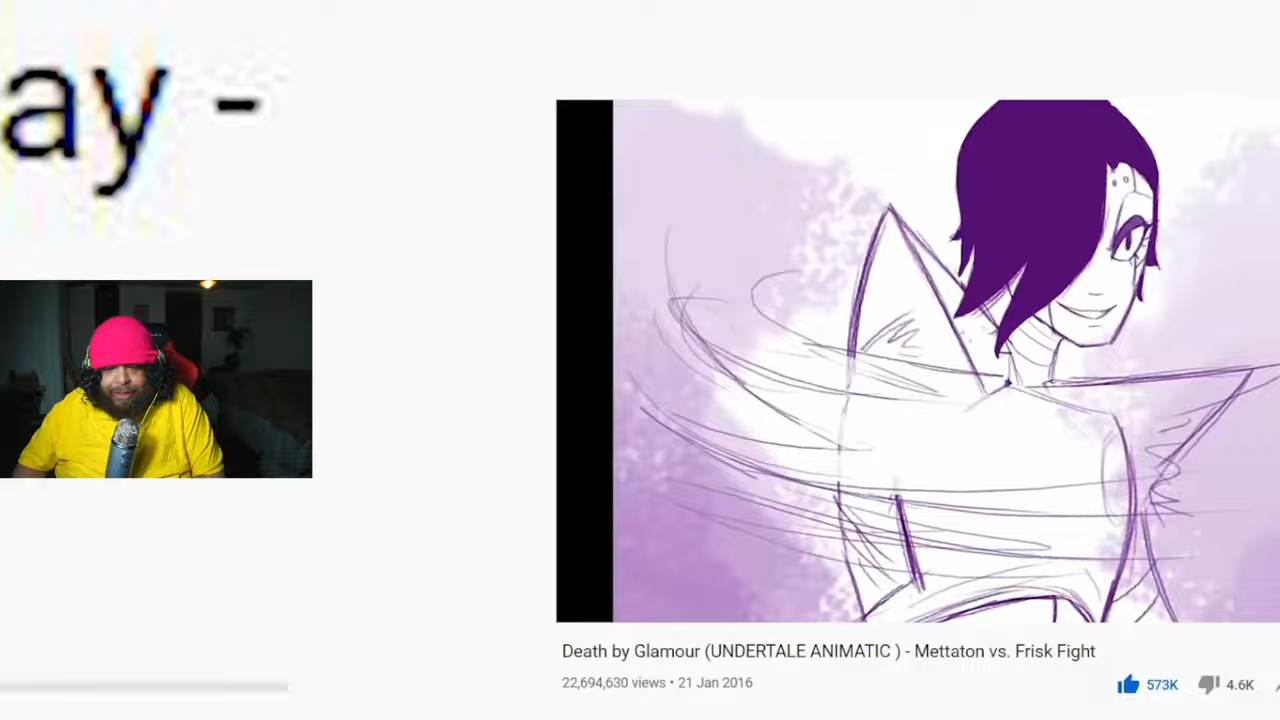 ay -
Death by Glamour (UNDERTALE ANIMATIC ) - Mettaton vs. Frisk Fight
22,694,630 views • 21 Jan 2016
573K 4.6K